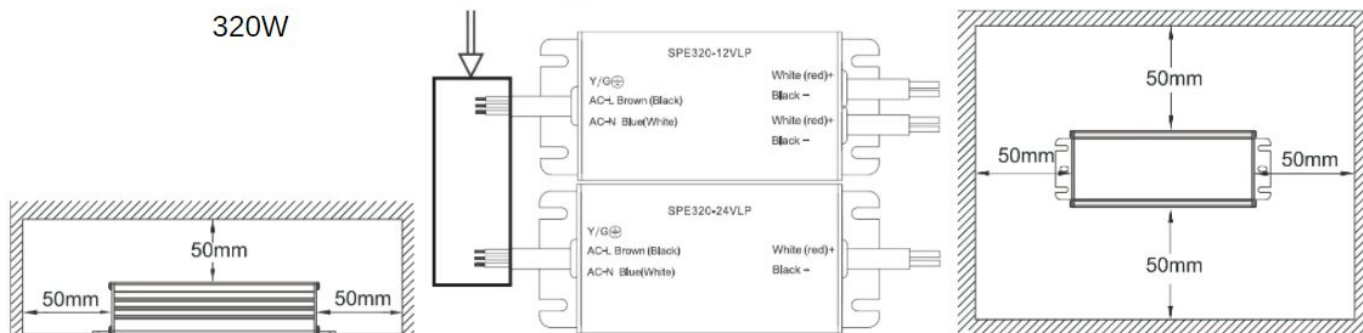 320W
SPE320-12VLP
Y/G
White (red)+
AC-L Brown (Black)
Black -
AC-N Blue(White)
White (red)+
Black -
SPE320-24VLP
Y/G
AC-L Brown (Black)
White (red)+
AC-N Blue(White)
Black -
50mm
50mm
50mm
50mm
50mm
50mm
50mm